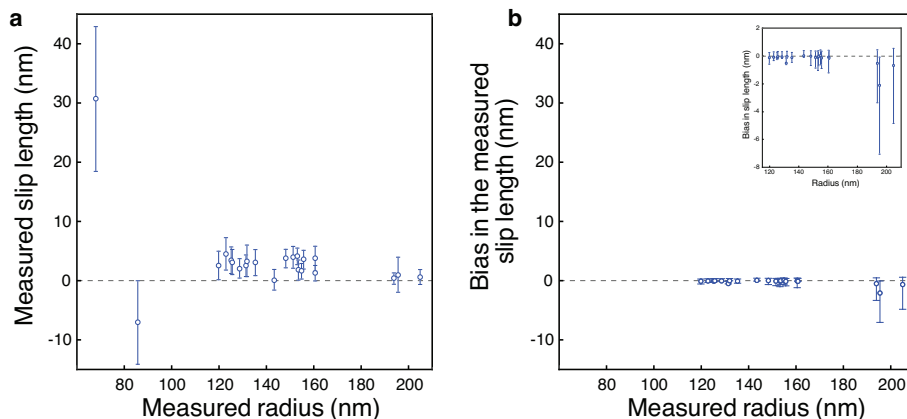 a
Measured slip length (nm)
40
30
20
10
0
-10
80 100 120 140 160 180 200
Measured radius (nm)
b
Bias in the measured
slip length (nm)
40
30
20
10
0
-10
80 100 120 140 160 180 200
Measured radius (nm)
Bias in slip length (nm)
2
0
-2
-4
-6
-8
120 140 160 180 200
Radius (nm)